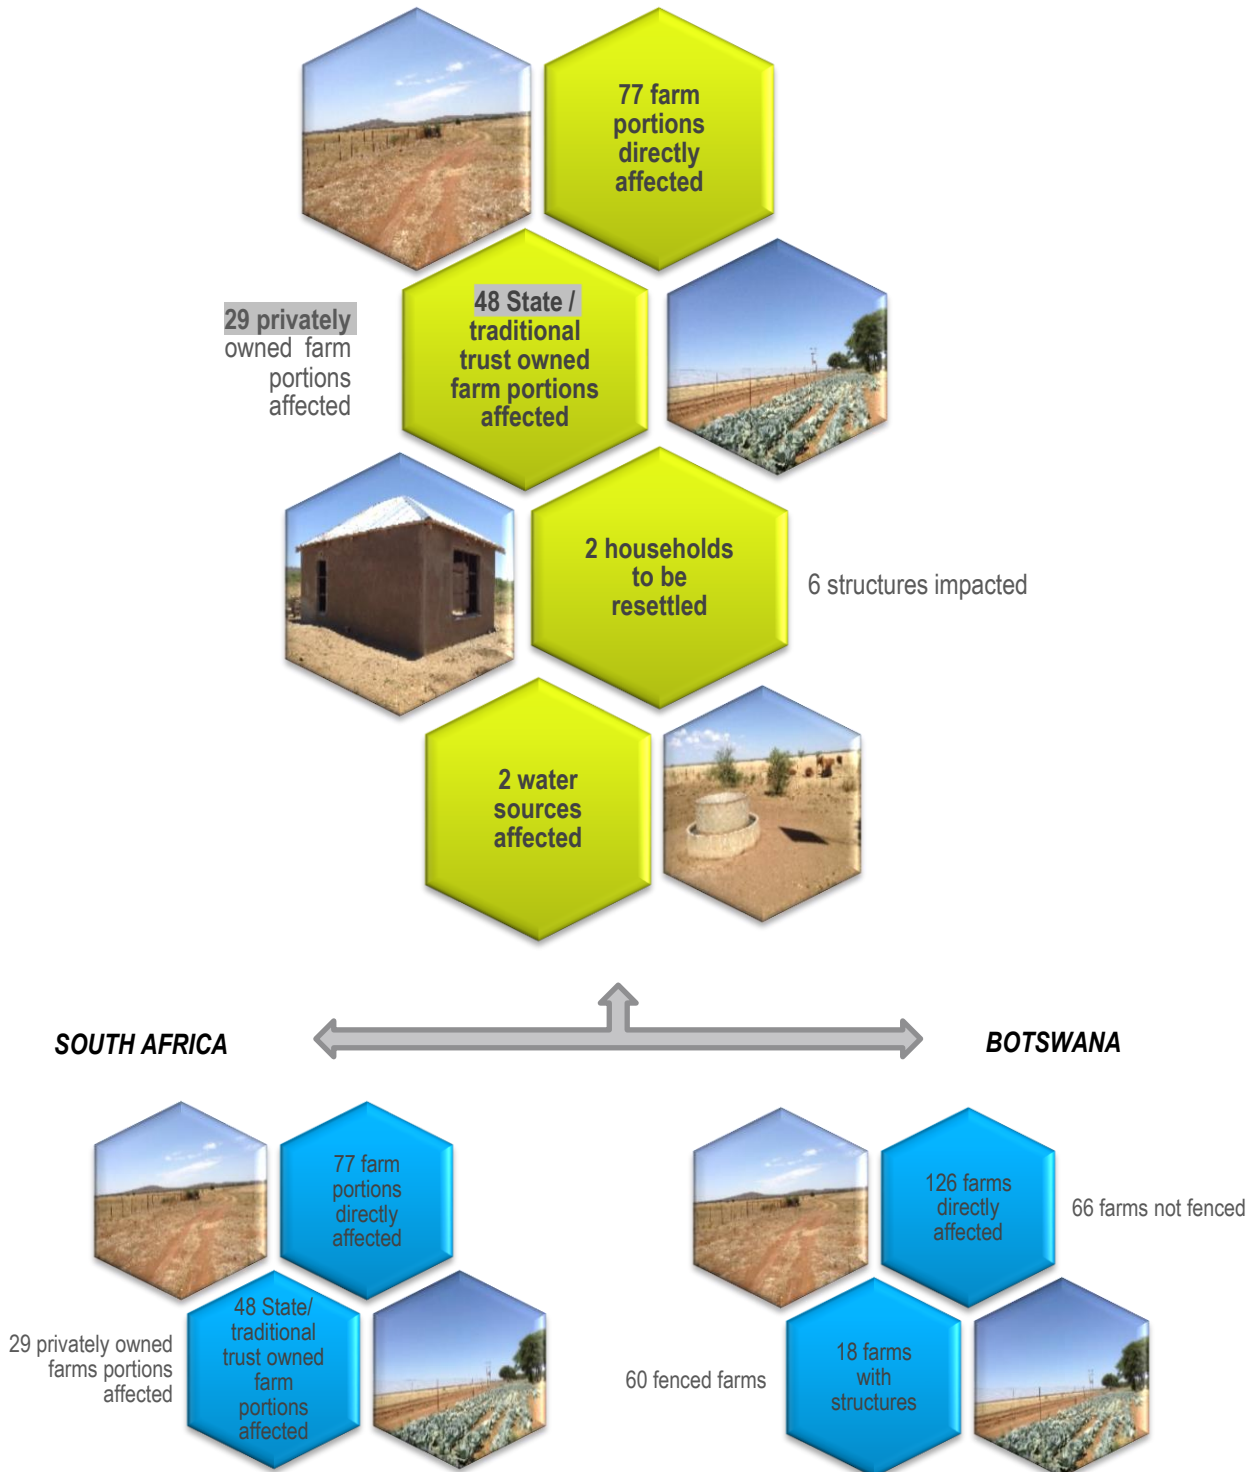 77 farm
portions
directly
affected
29 privately
owned farm
portions
affected
48 State /
traditional
trust owned
farm portions
affected
2 households
to be
resettled
6 structures impacted
2 water
sources
affected
SOUTH AFRICA
BOTSWANA
77 farm
portions
directly
affected
29 privately owned
farms portions
affected
48 State/
traditional
trust owned
farm
portions
affected
126 farms
directly
affected
66 farms not fenced
60 fenced farms
18 farms
with
structures